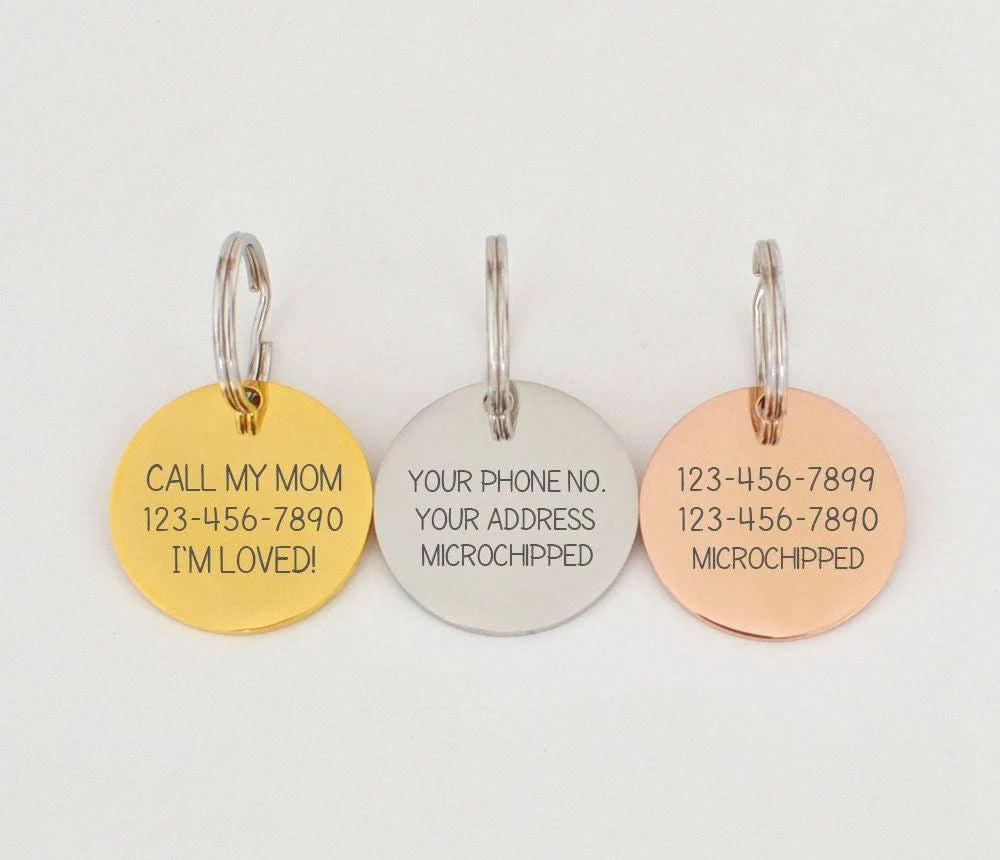 CALL MY MOM
123-456-7890
I'M LOVED!
YOUR PHONE NO.
YOUR ADDRESS
MICROCHIPPED
123-456-7899
123-456-7890
MICROCHIPPED